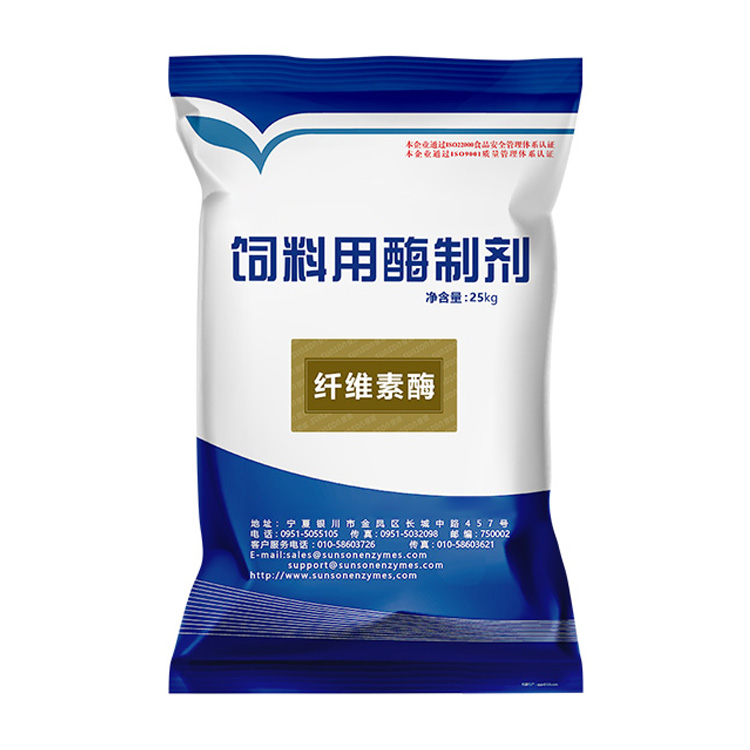 本企业通过ISO22000食品安全管理体系认证
本企业通过ISO9001质量管理体系认证
饲料用酶制剂
净含量:25kg
纤维素酶
地址:宁夏银川市金凤区长城中路457号
电话:0951-5055105 传真:0951-5032098 邮编:750002
客户服务电话:010-58603726 传真:010-58603621
E-mail:sales@sunsonenzymes.com
support@sunsonenzymes.com
http://www.sunsonenzymes.com